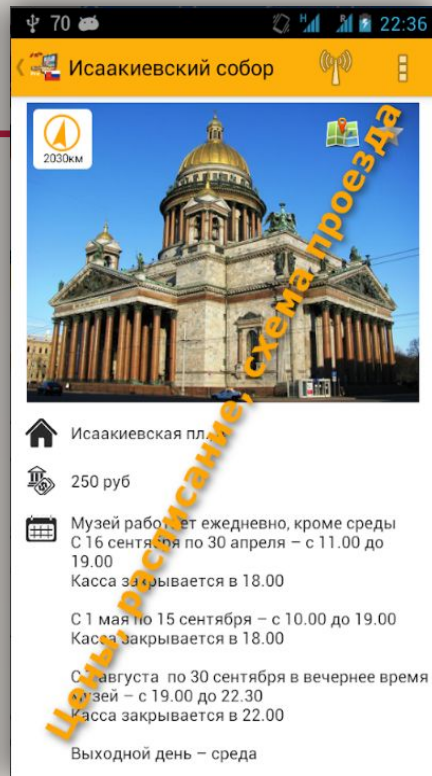 70
H
R
22:36
Исаакиевский собор
2030км
Исаакиевская пл.
250 руб
Музей работает ежедневно, кроме среды
С 16 сентября по 30 апреля – с 11.00 до
19.00
Касса закрывается в 18.00
С 1 мая по 15 сентября – с 10.00 до 19.00
Касса закрывается в 18.00
августа по 30 сентября в вечернее время
Музей – с 19.00 до 22.30
Касса закрывается в 22.00
Выходной день – среда
Цены, расписание, схема проезда